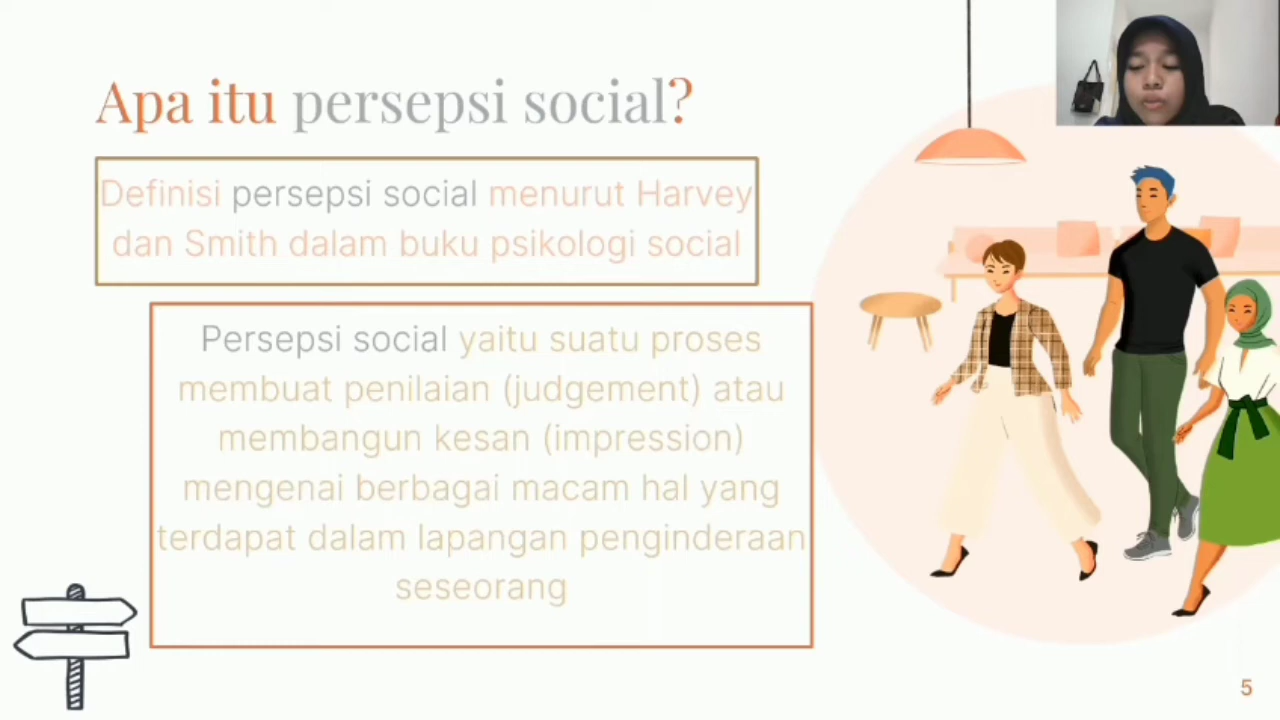 Apa itu persepsi social?
Definisi persepsi social menurut Harvey
dan Smith dalam buku psikologi social
Persepsi social yaitu suatu proses
membuat penilaian (judgement) atau
membangun kesan (impression)
mengenai berbagai macam hal yang
terdapat dalam lapangan penginderaan
seseorang
5